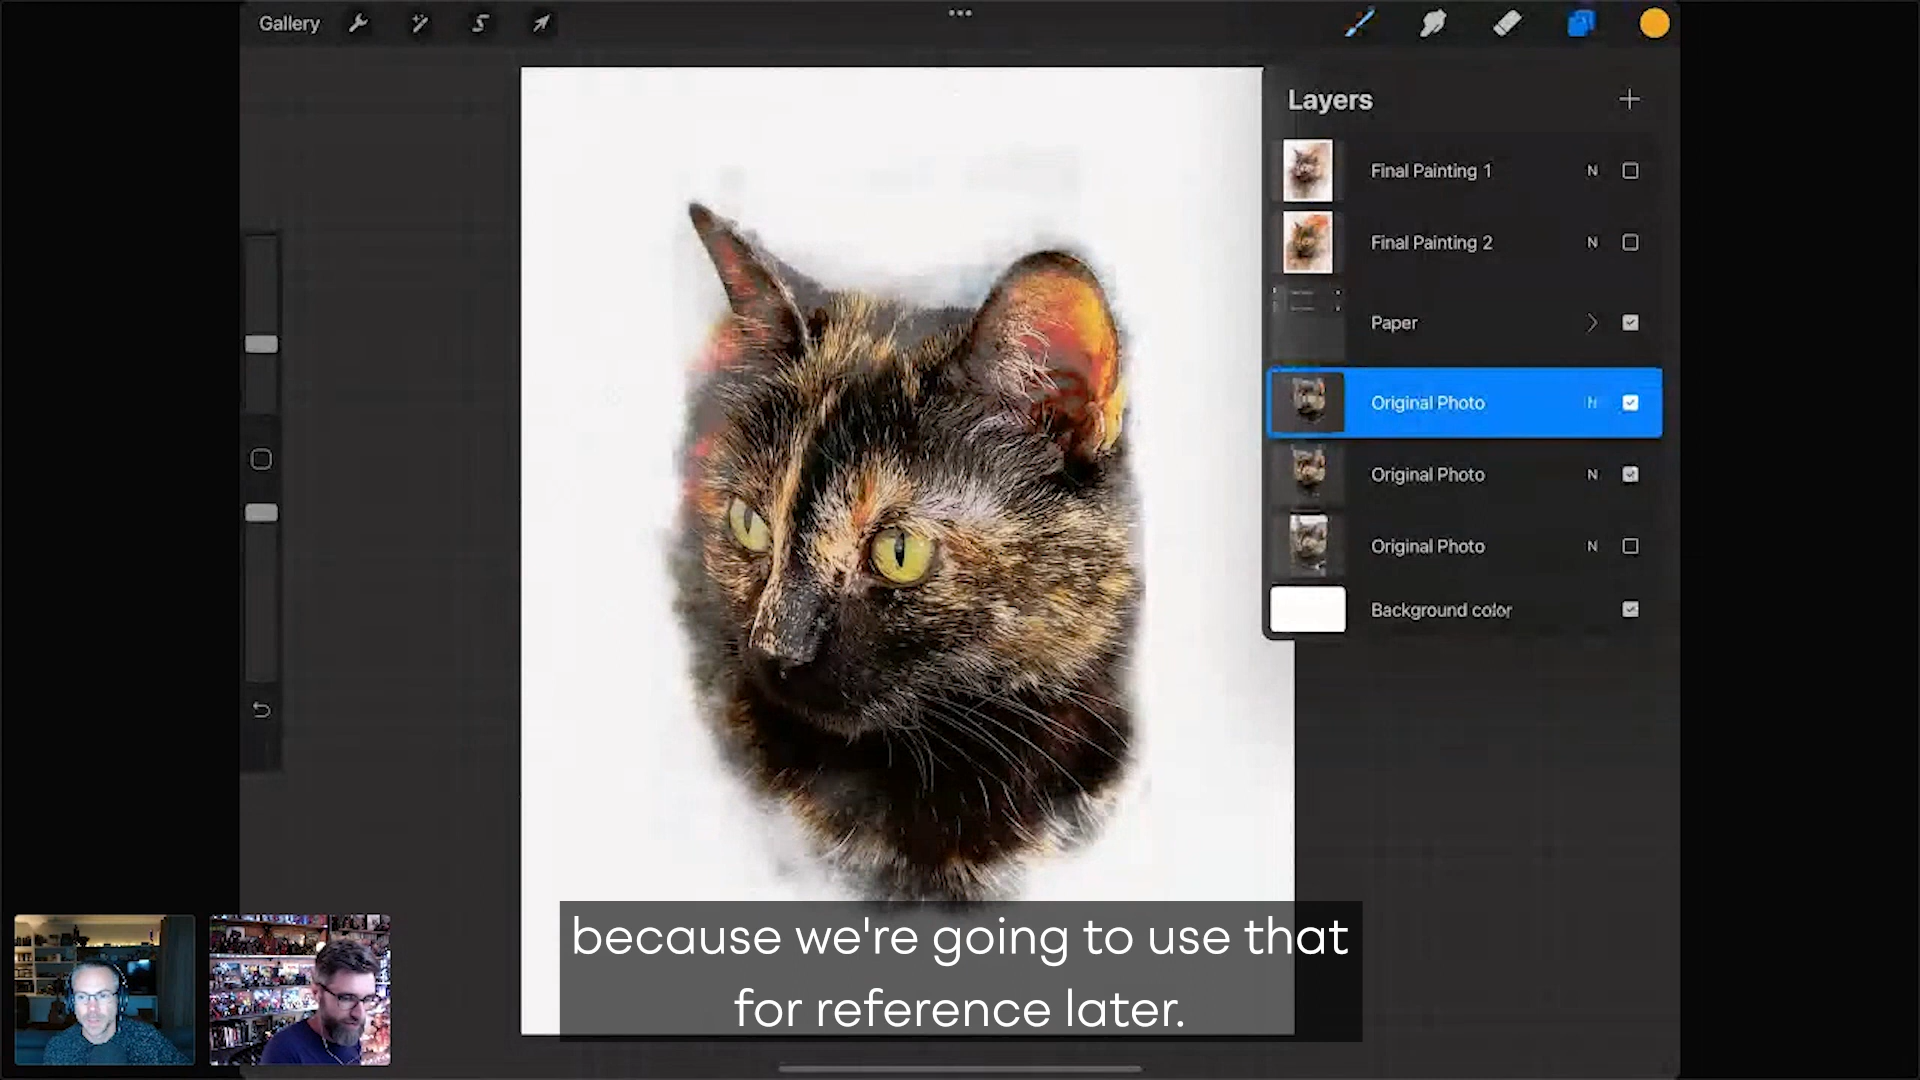 Gallery
Layers
Final Painting 1 N
Final Painting 2 N
Paper
Original Photo N
Original Photo N
Original Photo N
Background color
because we're going to use that
for reference later.